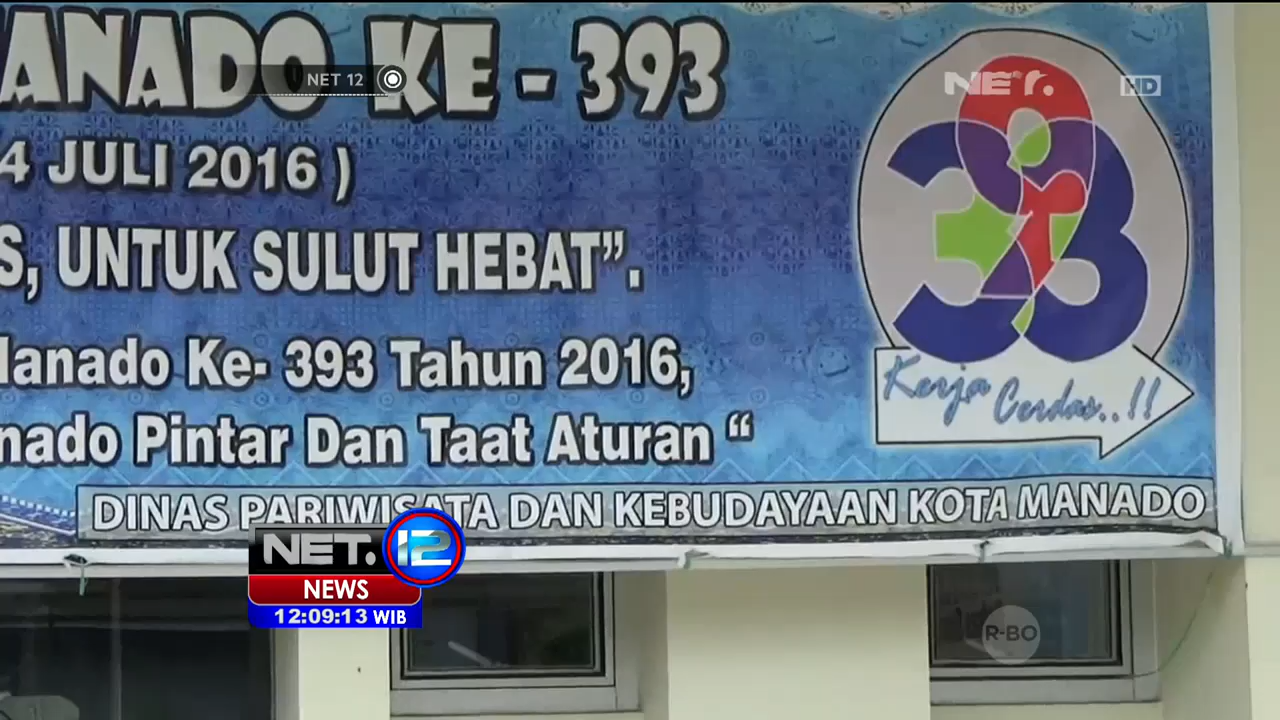 ANADO KE - 393
NET 12
NET.
HD
4 JULI 2016 )
S, UNTUK SULUT HEBAT”.
anado Ke- 393 Tahun 2016,
nado Pintar Dan Taat Aturan “
393
Kerja Cerdas..!!
DINAS PARIWISATA DAN KEBUDAYAAN KOTA MANADO
NET. 12
NEWS
12:09:13 WIB
R-BO